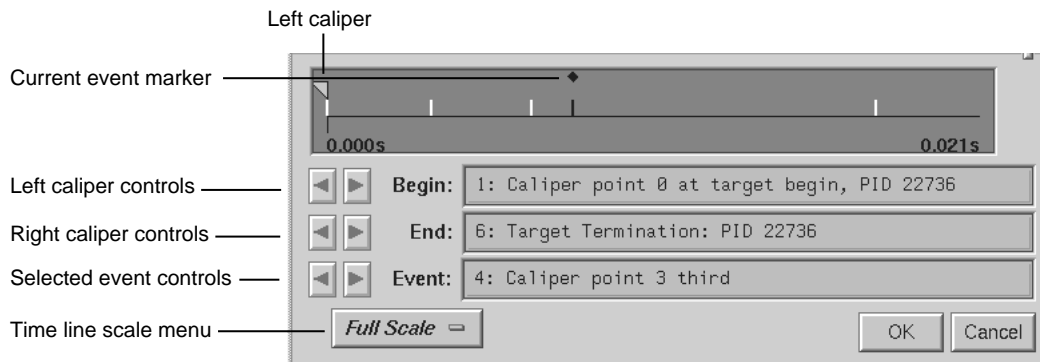 Left caliper
Current event marker
0.000s 0.021s
Left caliper controls Begin: 1: Caliper point 0 at target begin, PID 22736
Right caliper controls End: 6: Target Termination: PID 22736
Selected event controls Event: 4: Caliper point 3 third
Time line scale menu Full Scale OK Cancel